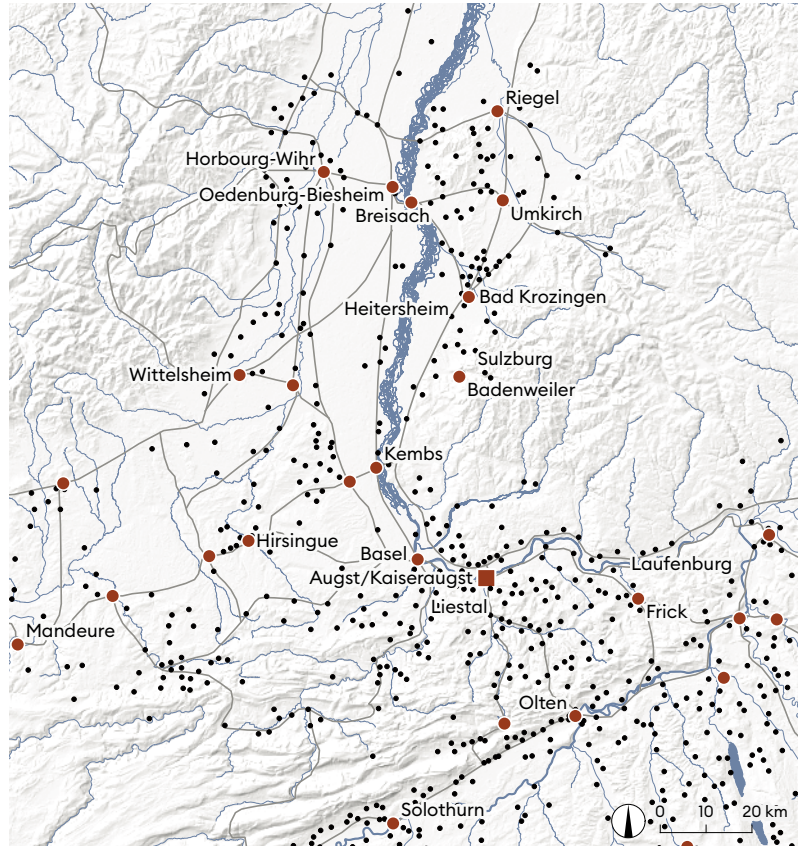 Riegel
Horbourg-Wihr
Oedenburg-Biesheim
Breisach
Umkirch
Bad Krozingen
Heitersheim
Sulzburg
Wittelsheim
Badenweiler
Kembs
Hirsingue
Basel
Laufenburg
Augst/Kaiseraugst
Liestal
Frick
Mandeure
Olten
Solothurn
0 10 20 km